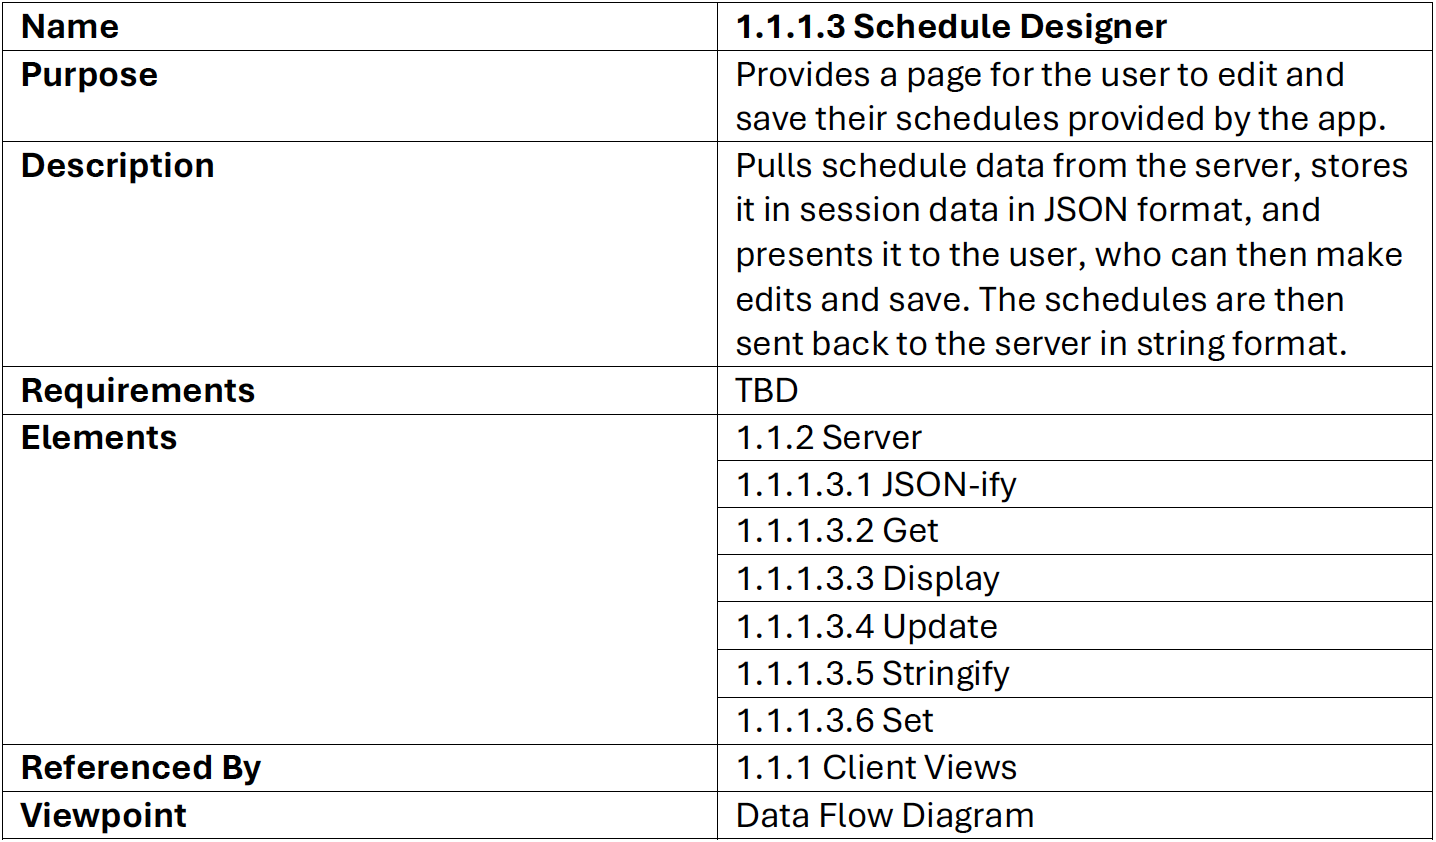 Name
1.1.1.3 Schedule Designer
Purpose
Provides a page for the user to edit and
save their schedules provided by the app.
Description
Pulls schedule data from the server, stores
it in session data in JSON format, and
presents it to the user, who can then make
edits and save. The schedules are then
sent back to the server in string format.
Requirements
TBD
Elements
1.1.2 Server
1.1.1.3.1 JSON-ify
1.1.1.3.2 Get
1.1.1.3.3 Display
1.1.1.3.4 Update
1.1.1.3.5 Stringify
1.1.1.3.6 Set
Referenced By
1.1.1 Client Views
Viewpoint
Data Flow Diagram